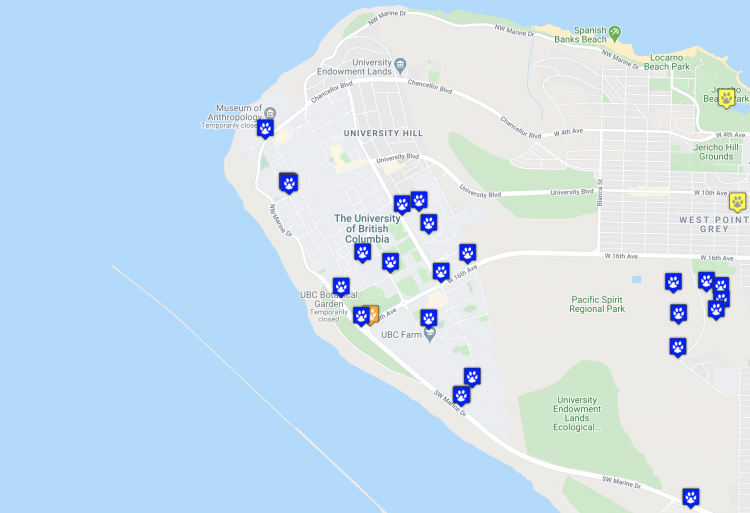 NW Marine Dr
NW Marine Dr
Spanish
Banks Beach
NW Marine Dr
Locarno
Beach Park
University
Endowment Lands
Chancellor Blvd
Chancellor Blvd
Jericho
Beach Park
Museum of
Anthropology
Temporarily closed
UNIVERSITY HILL
Chancellor Blvd
W 4th Ave
W 4th Ave
Jericho Hill
Grounds
University Blvd
University Blvd
University Blvd
Blanca St
W 10th Ave
NW Marine Dr
The University
of British
Columbia
WEST POINT
GREY
W 16th Ave
W 16th Ave
UBC Botanical
Garden
Temporarily
closed
Pacific Spirit
Regional Park
UBC Farm
SW Marine Dr
University
Endowment
Lands
Ecological...
SW Marine Dr